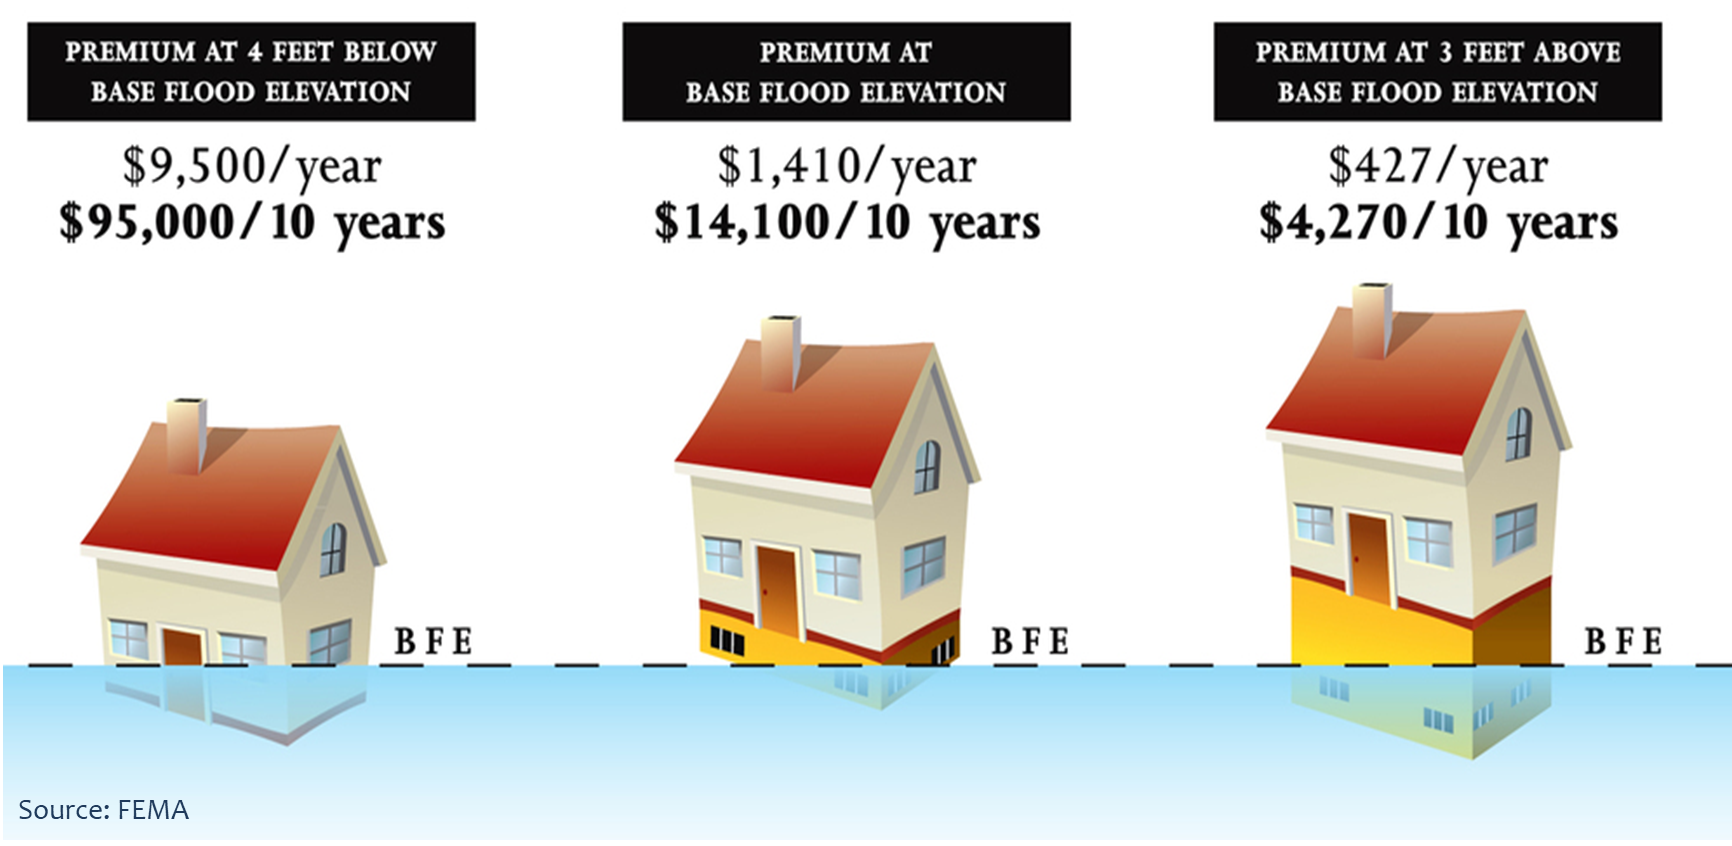 PREMIUM AT 4 FEET BELOW
BASE FLOOD ELEVATION
$9,500/year
$95,000/10 years
BFE
PREMIUM AT
BASE FLOOD ELEVATION
$1,410/year
$14,100/10 years
BFE
PREMIUM AT 3 FEET ABOVE
BASE FLOOD ELEVATION
$427/year
$4,270/10 years
BFE
Source: FEMA